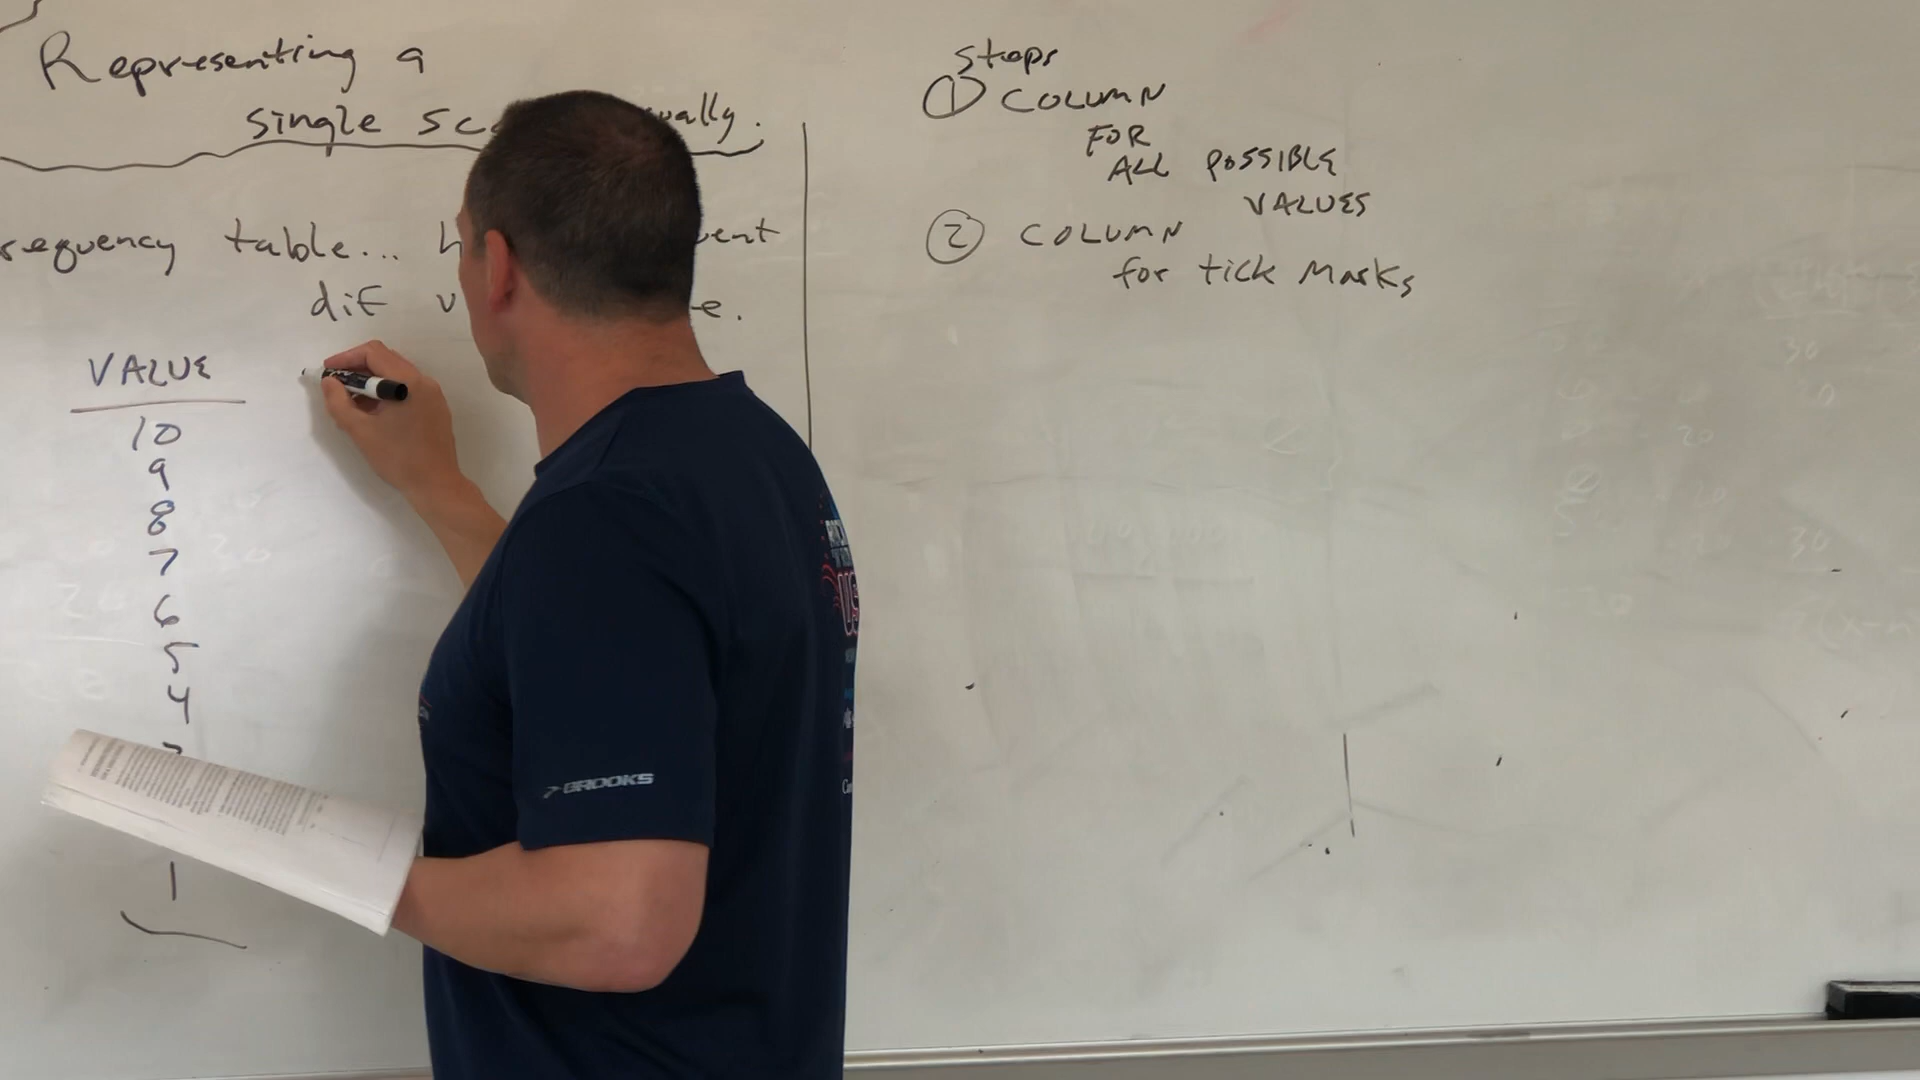 Representing a
single ually.
requency table... h ent
dif v e.
VALUE
10
9
8
7
6
5
4
1
Steps
① COLUMN
FOR
ALL POSSIBLE
VALUES
② COLUMN
for tick Marks
BROOKS